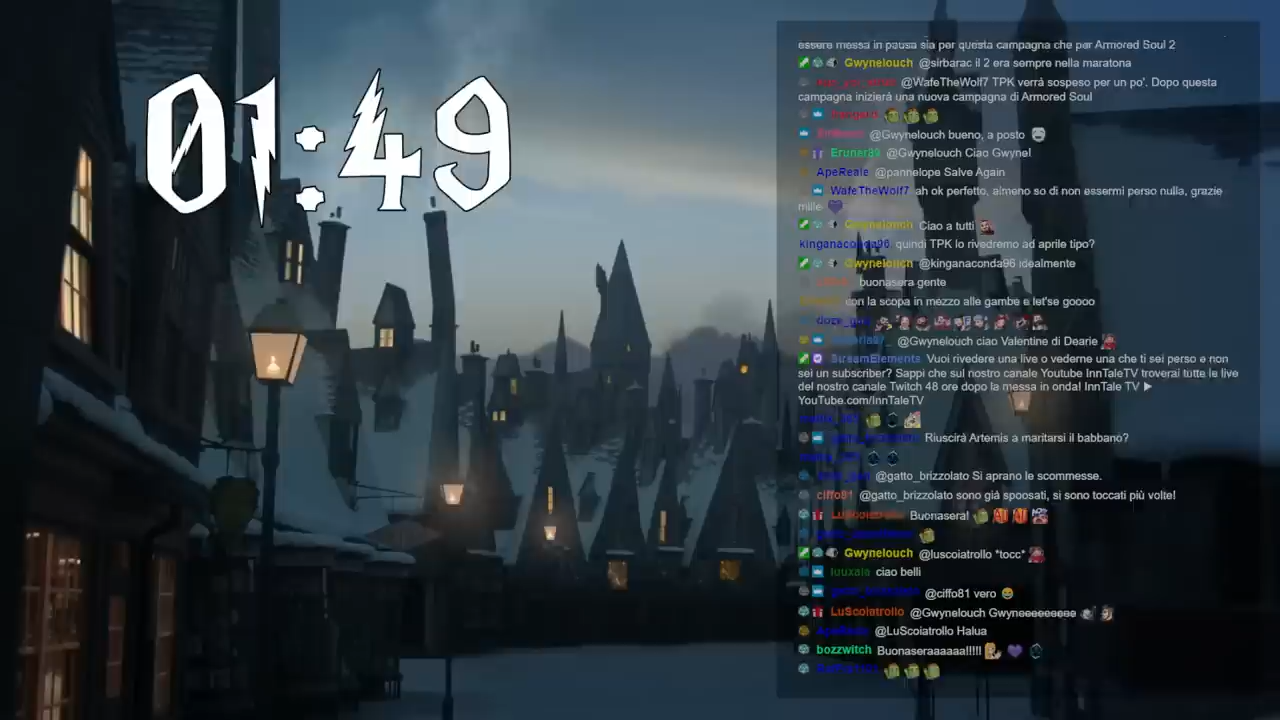 01:49
essere messa in pausa sia per questa campagna che per Armored Soul 2
Gwynelouch @sirbarac il 2 era sempre nella maratona
@WafeTheWolf7 TPK verrà sospeso per un po'. Dopo questa
campagna inizierà una nuova campagna di Armored Soul
@Gwynelouch bueno, a posto
Eruner89 @Gwynelouch Ciao Gwyne!
ApeReale @pannelope Salve Again
WafeTheWolf7 ah ok perfetto, almeno so di non essermi perso nulla, grazie
mille
Gwynelouch Ciao a tutti
kinganaconda96 quindi TPK lo rivedremo ad aprile tipo?
Gwynelouch @kinganaconda96 idealmente
buonasera gente
con la scopa in mezzo alle gambe e let'se goooo
@Gwynelouch ciao Valentine di Dearie
StreamElements Vuoi rivedere una live o vederne una che ti sei perso e non
sei un subscriber? Sappi che sul nostro canale Youtube InnTaleTV troverai tutte le live
del nostro canale Twitch 48 ore dopo la messa in onda! InnTale TV ►
YouTube.com/InnTaleTV
Riuscirà Artemis a maritarsi il babbano?
@gatto_brizzolato Si aprano le scommesse.
ciffo81 @gatto_brizzolato sono già spoosati, si sono toccati più volte!
LuScoiatrollo Buonasera!
Gwynelouch @luscoiatrollo *tocc*
luuxala ciao belli
@ciffo81 vero
LuScoiatrollo @Gwynelouch Gwyneeeeeeeee
ApeReale @LuScoiatrollo Halua
bozzwitch Buonaseraaaaaa!!!!!